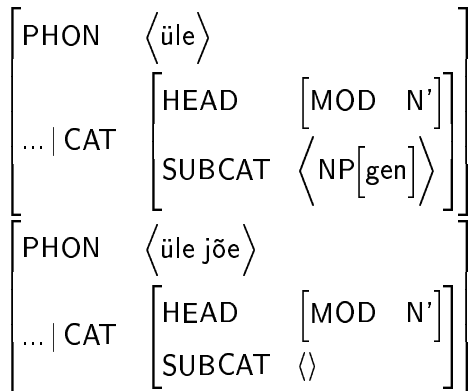 PHON ⟨üle⟩
HEAD [MOD N']
... | CAT
SUBCAT ⟨NP[gen]⟩
PHON ⟨üle jõe⟩
HEAD [MOD N']
... | CAT
SUBCAT ⟨⟩